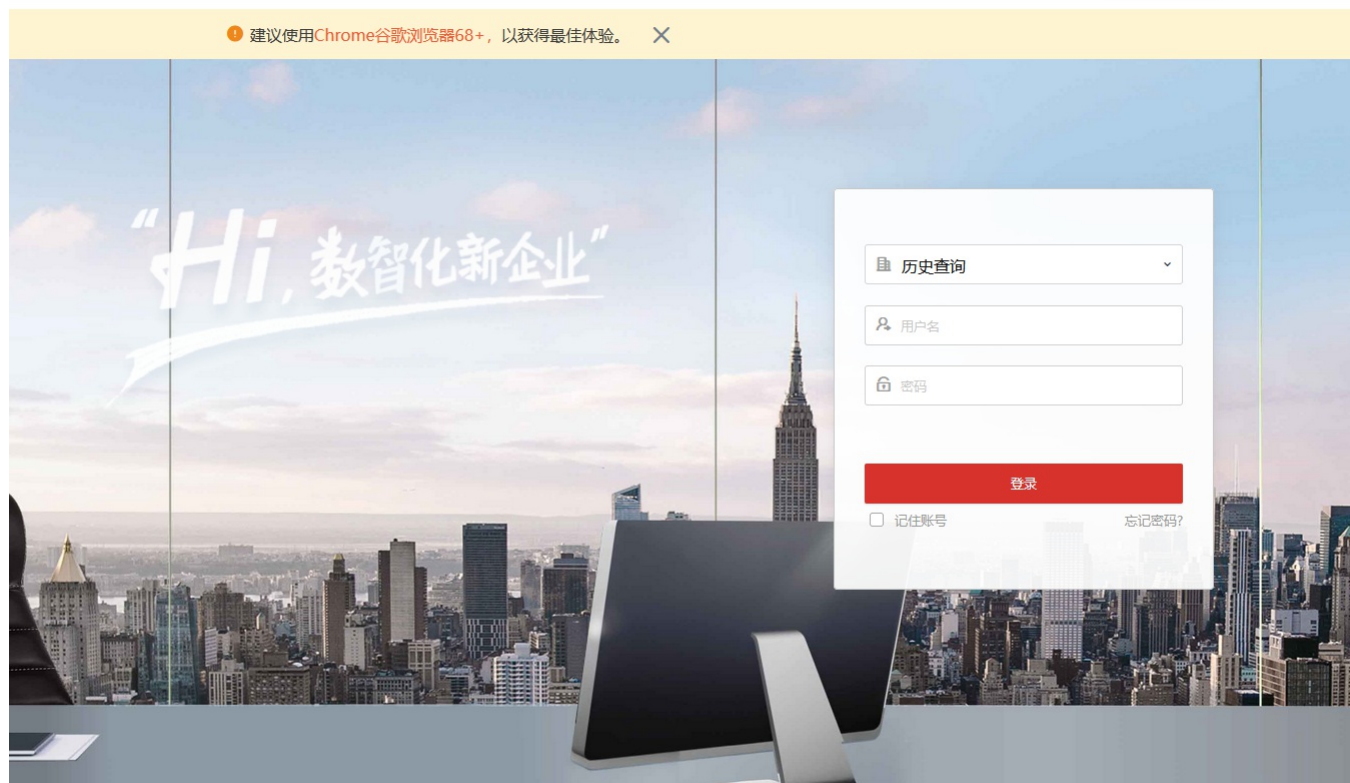 建议使用Chrome谷歌浏览器68+，以获得最佳体验。
“Hi，数智化新企业”
历史查询
用户名
密码
登录
记住账号
忘记密码?